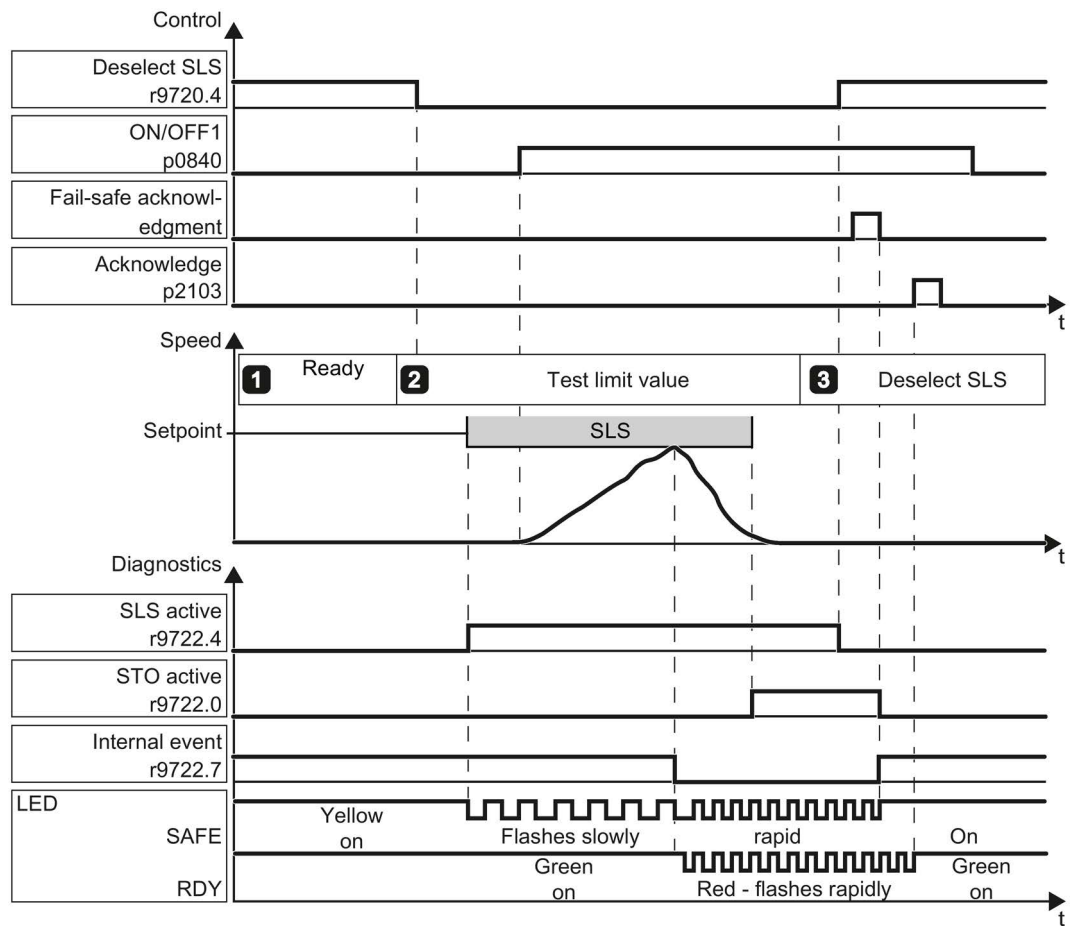 Control
Deselect SLS
r9720.4
ON/OFF1
p0840
Fail-safe acknowl-
edgment
Acknowledge
p2103
t
Speed
1 Ready 2 Test limit value 3 Deselect SLS
Setpoint
SLS
t
Diagnostics
SLS active
r9722.4
STO active
r9722.0
Internal event
r9722.7
LED
SAFE
Yellow
on
Flashes slowly
rapid
On
RDY
Green
on
Red - flashes rapidly
Green
on
t